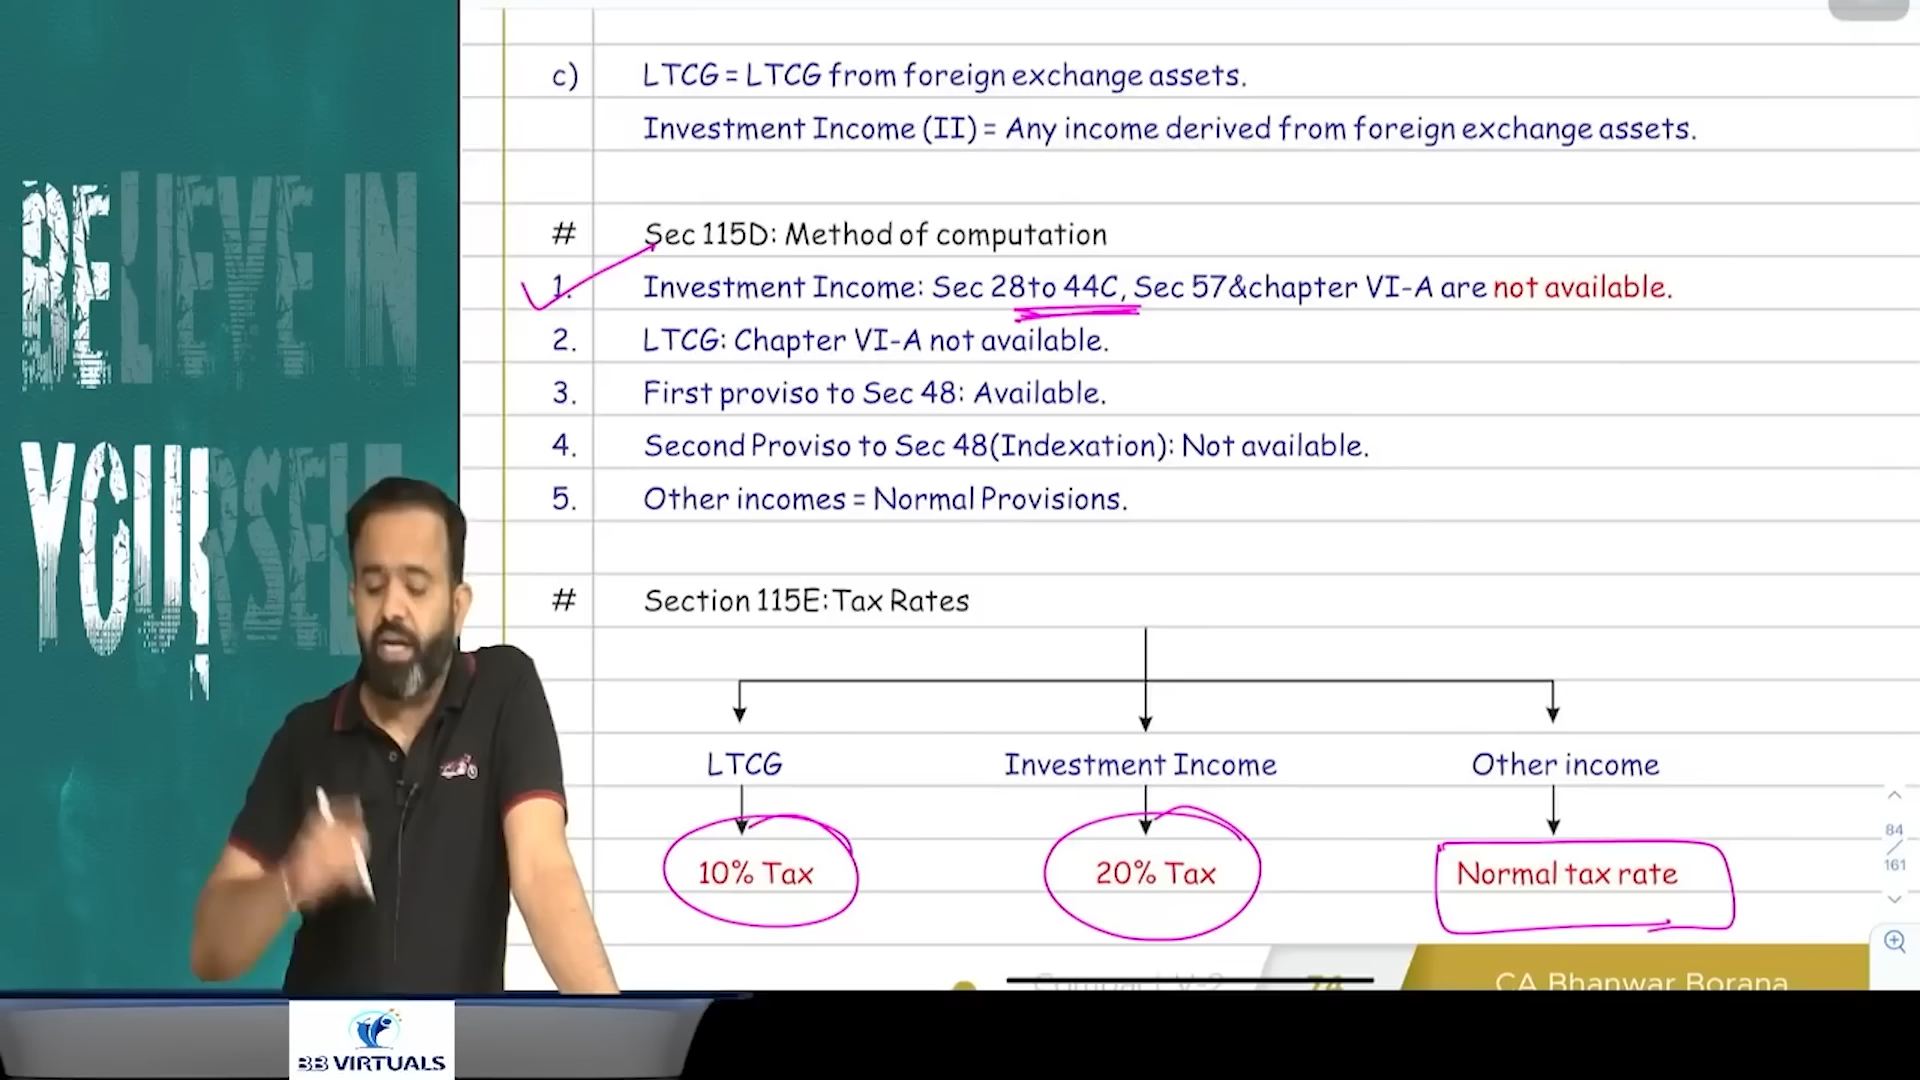 BELIEVE IN
YOURSELF
c) LTCG = LTCG from foreign exchange assets.
Investment Income (II) = Any income derived from foreign exchange assets.
# Sec 115D: Method of computation
1. Investment Income: Sec 28to 44C, Sec 57&chapter VI-A are not available.
2. LTCG: Chapter VI-A not available.
3. First proviso to Sec 48: Available.
4. Second Proviso to Sec 48(Indexation): Not available.
5. Other incomes = Normal Provisions.
# Section 115E:Tax Rates
LTCG Investment Income Other income
10% Tax 20% Tax Normal tax rate
84
/
161
Compact V-2 74 CA Bhanwar Borana
BB VIRTUALS